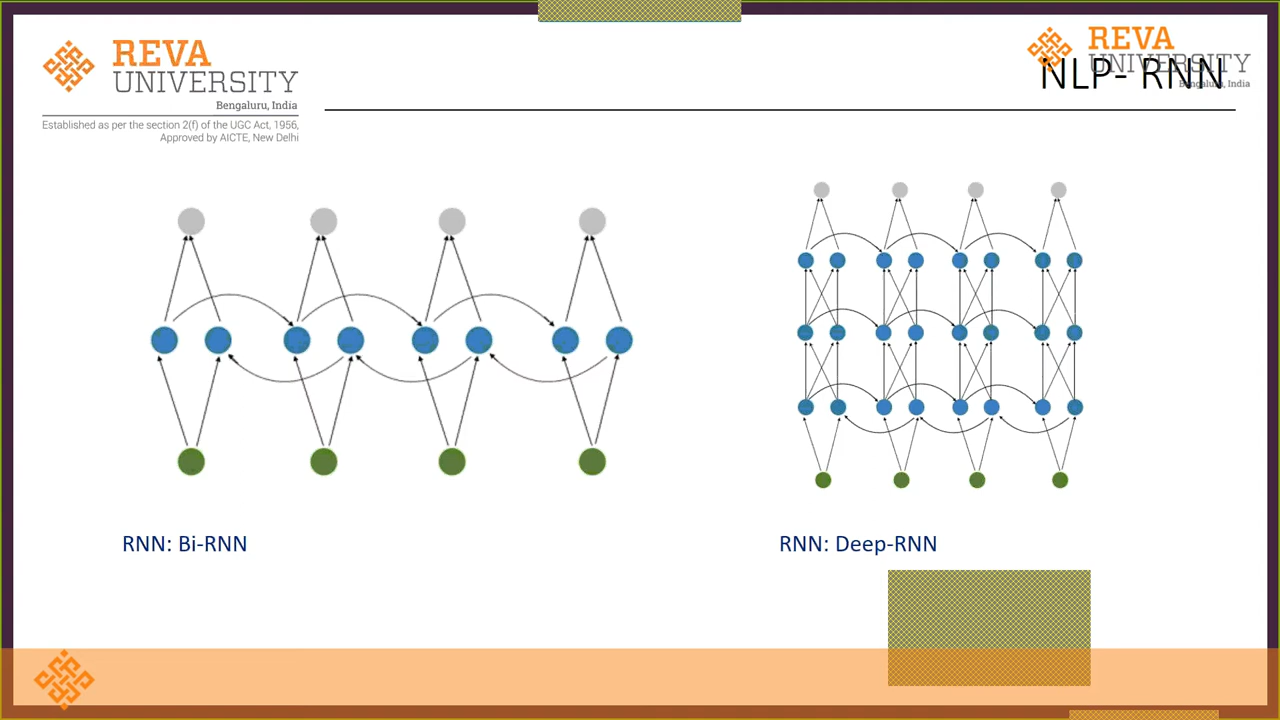 REVA
UNIVERSITY
Bengaluru, India
Established as per the section 2(f) of the UGC Act, 1956,
Approved by AICTE, New Delhi
REVA
UNIVERSITY
Bengaluru, India
NLP- RNN
RNN: Bi-RNN
RNN: Deep-RNN